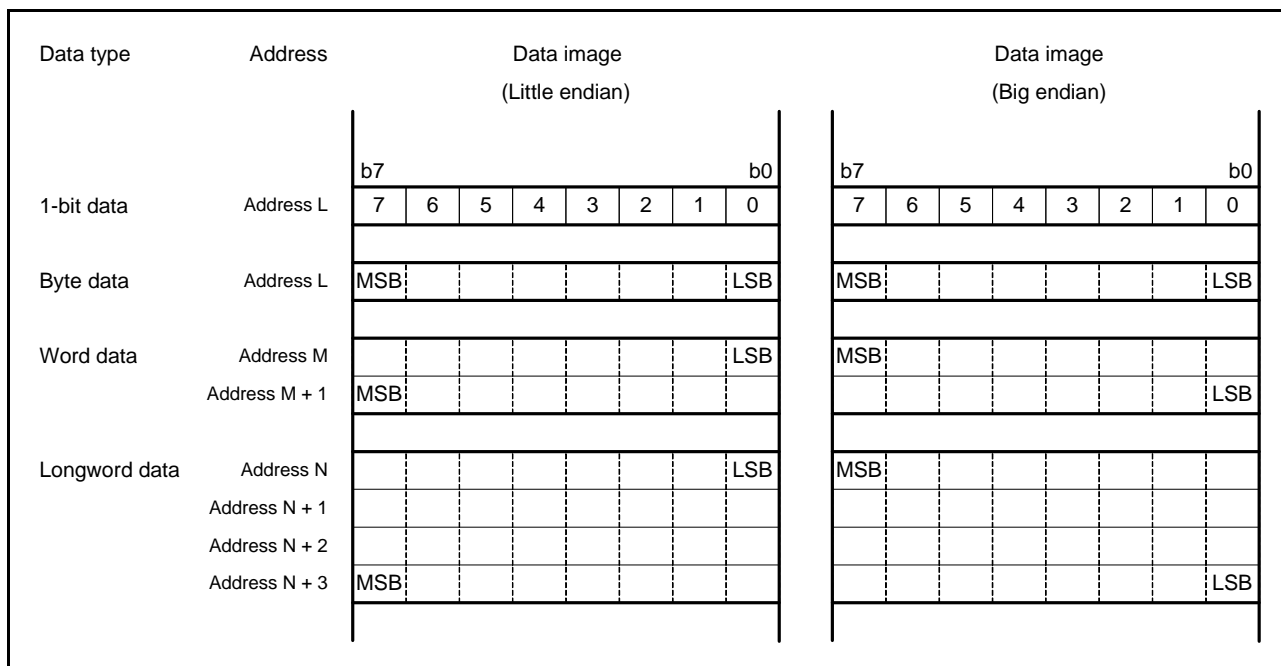 Data type Address Data image Data image
(Little endian) (Big endian)
b7 b0 b7 b0
1-bit data Address L 7 6 5 4 3 2 1 0 7 6 5 4 3 2 1 0
Byte data Address L MSB LSB MSB LSB
Word data Address M LSB MSB
Address M + 1 MSB LSB
Longword data Address N LSB MSB
Address N + 1
Address N + 2
Address N + 3 MSB LSB